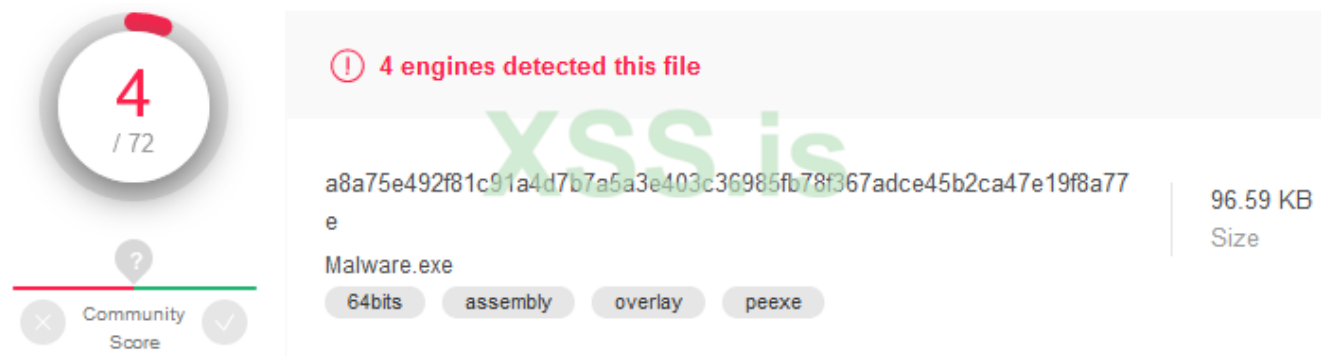 4
/ 72
? 
Community
Score
! 4 engines detected this file
XSS.is
a8a75e492f81c91a4d7b7a5a3e403c36985fb78f367adce45b2ca47e19f8a77
e
Malware.exe
64bits assembly overlay peexe
96.59 KB
Size